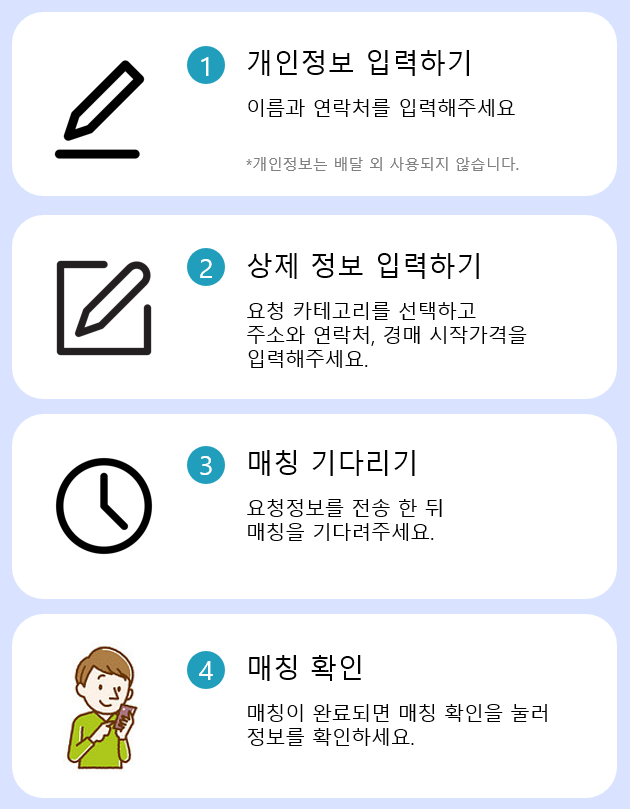 1 개인정보 입력하기
이름과 연락처를 입력해주세요
*개인정보는 배달 외 사용되지 않습니다.
2 상제 정보 입력하기
요청 카테고리를 선택하고
주소와 연락처, 경매 시작가격을
입력해주세요.
3 매칭 기다리기
요청정보를 전송 한 뒤
매칭을 기다려주세요.
4 매칭 확인
매칭이 완료되면 매칭 확인을 눌러
정보를 확인하세요.